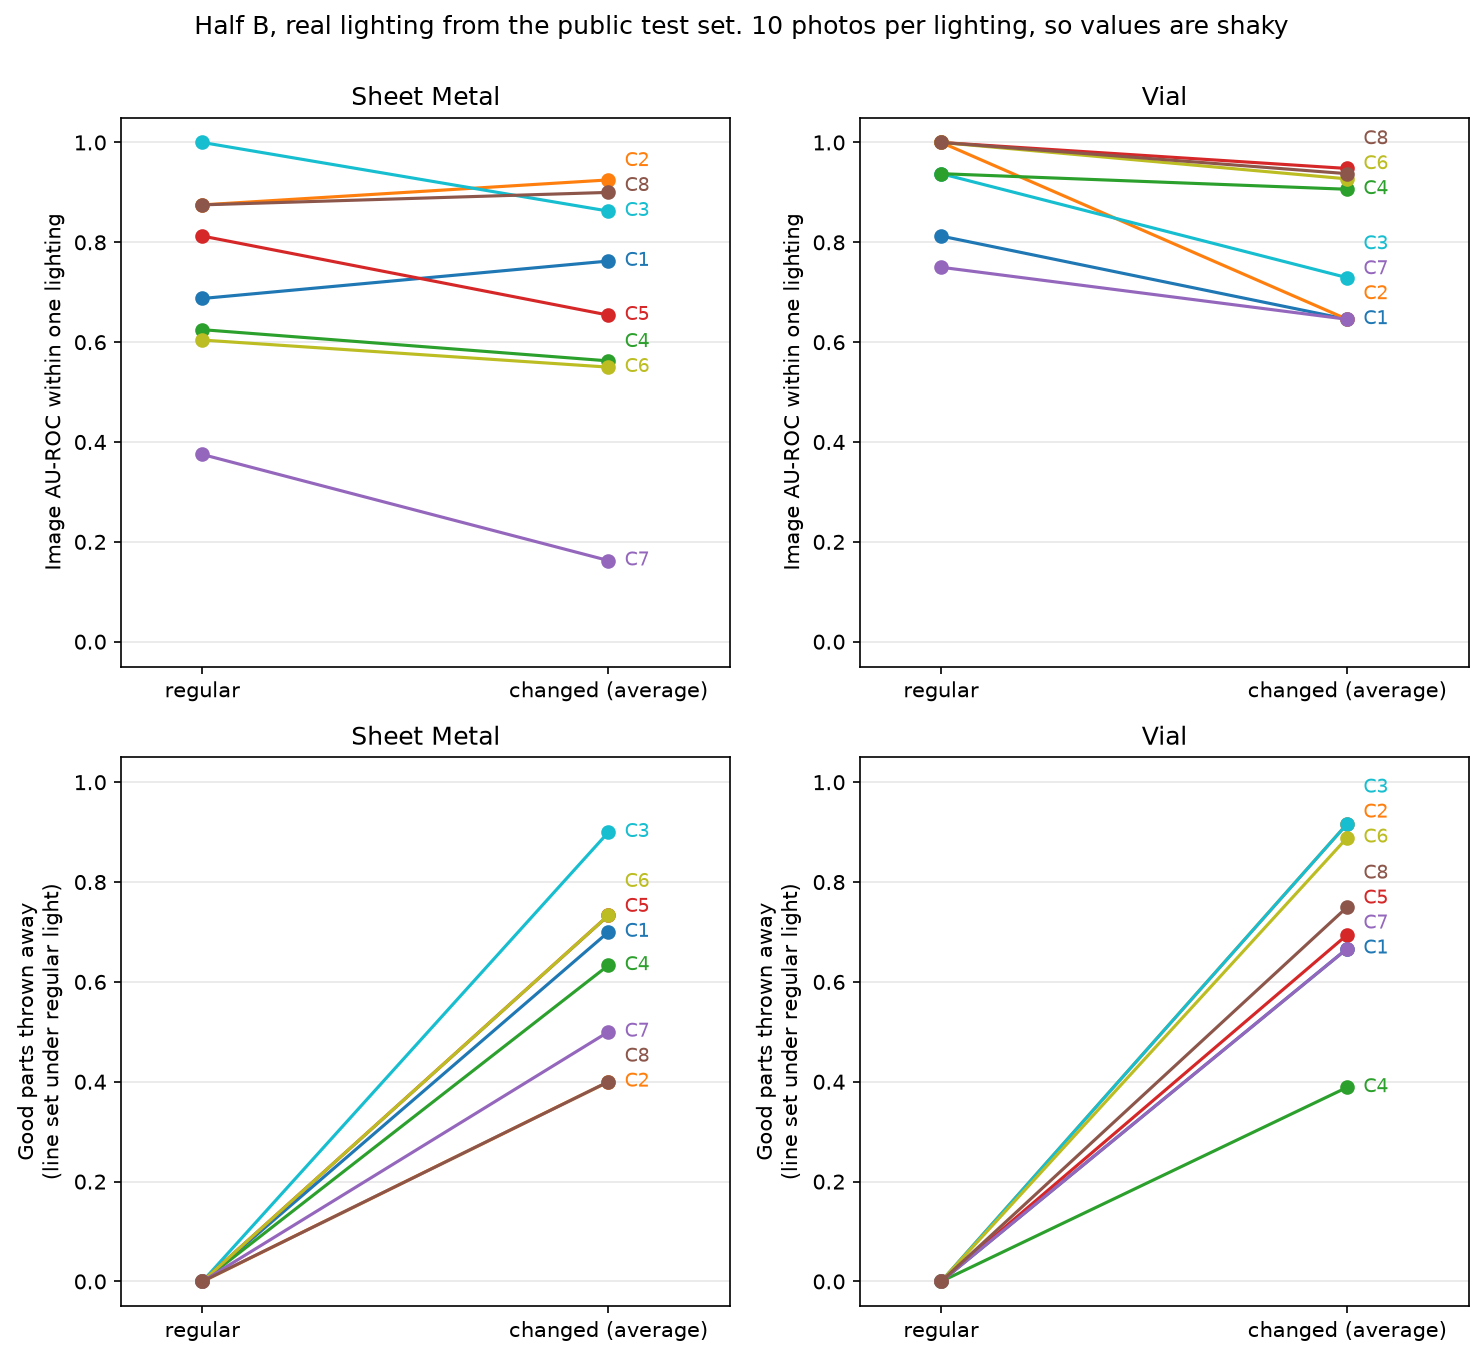 Half B, real lighting from the public test set. 10 photos per lighting, so values are shaky
Sheet Metal
Image AU-ROC within one lighting
1.0
0.8
0.6
0.4
0.2
0.0
C2
C8
C3
C1
C5
C4
C6
C7
regular
changed (average)
Vial
Image AU-ROC within one lighting
1.0
0.8
0.6
0.4
0.2
0.0
C8
C6
C4
C3
C7
C2
C1
regular
changed (average)
Sheet Metal
Good parts thrown away
(line set under regular light)
1.0
0.8
0.6
0.4
0.2
0.0
C3
C6
C5
C1
C4
C7
C8
C2
regular
changed (average)
Vial
Good parts thrown away
(line set under regular light)
1.0
0.8
0.6
0.4
0.2
0.0
C3
C2
C6
C8
C5
C7
C1
C4
regular
changed (average)